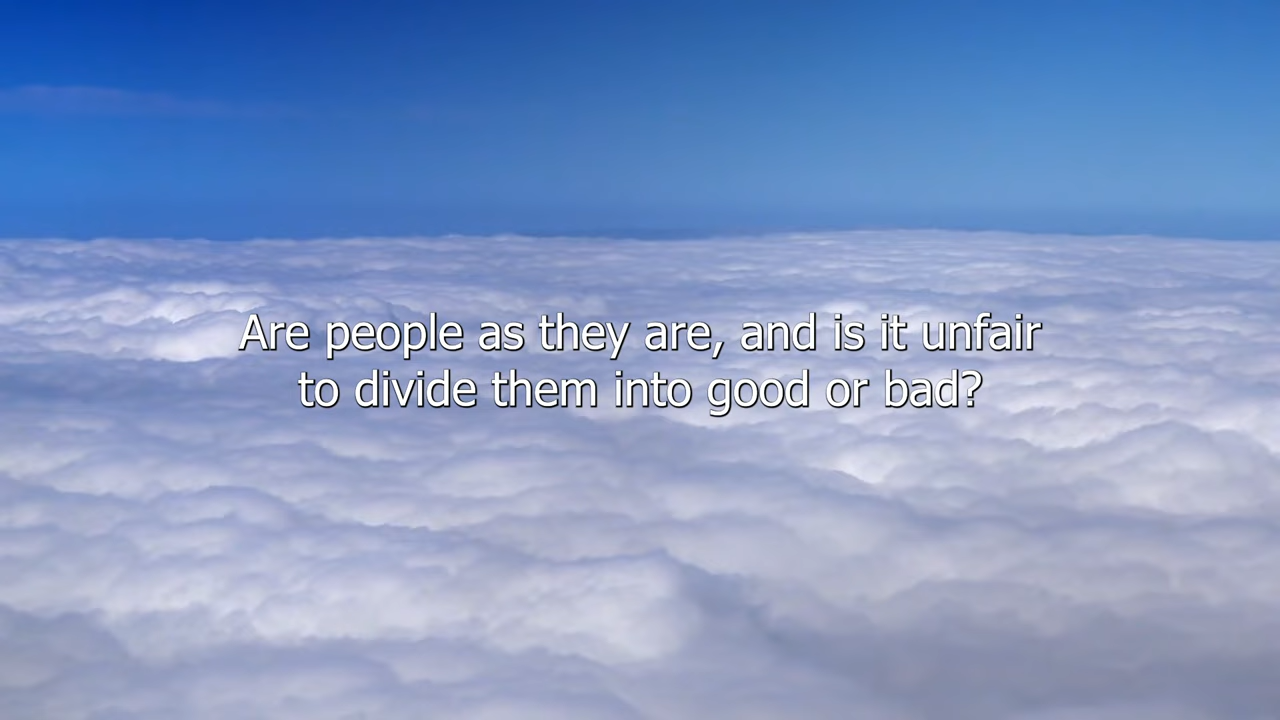 Are people as they are, and is it unfair
to divide them into good or bad?